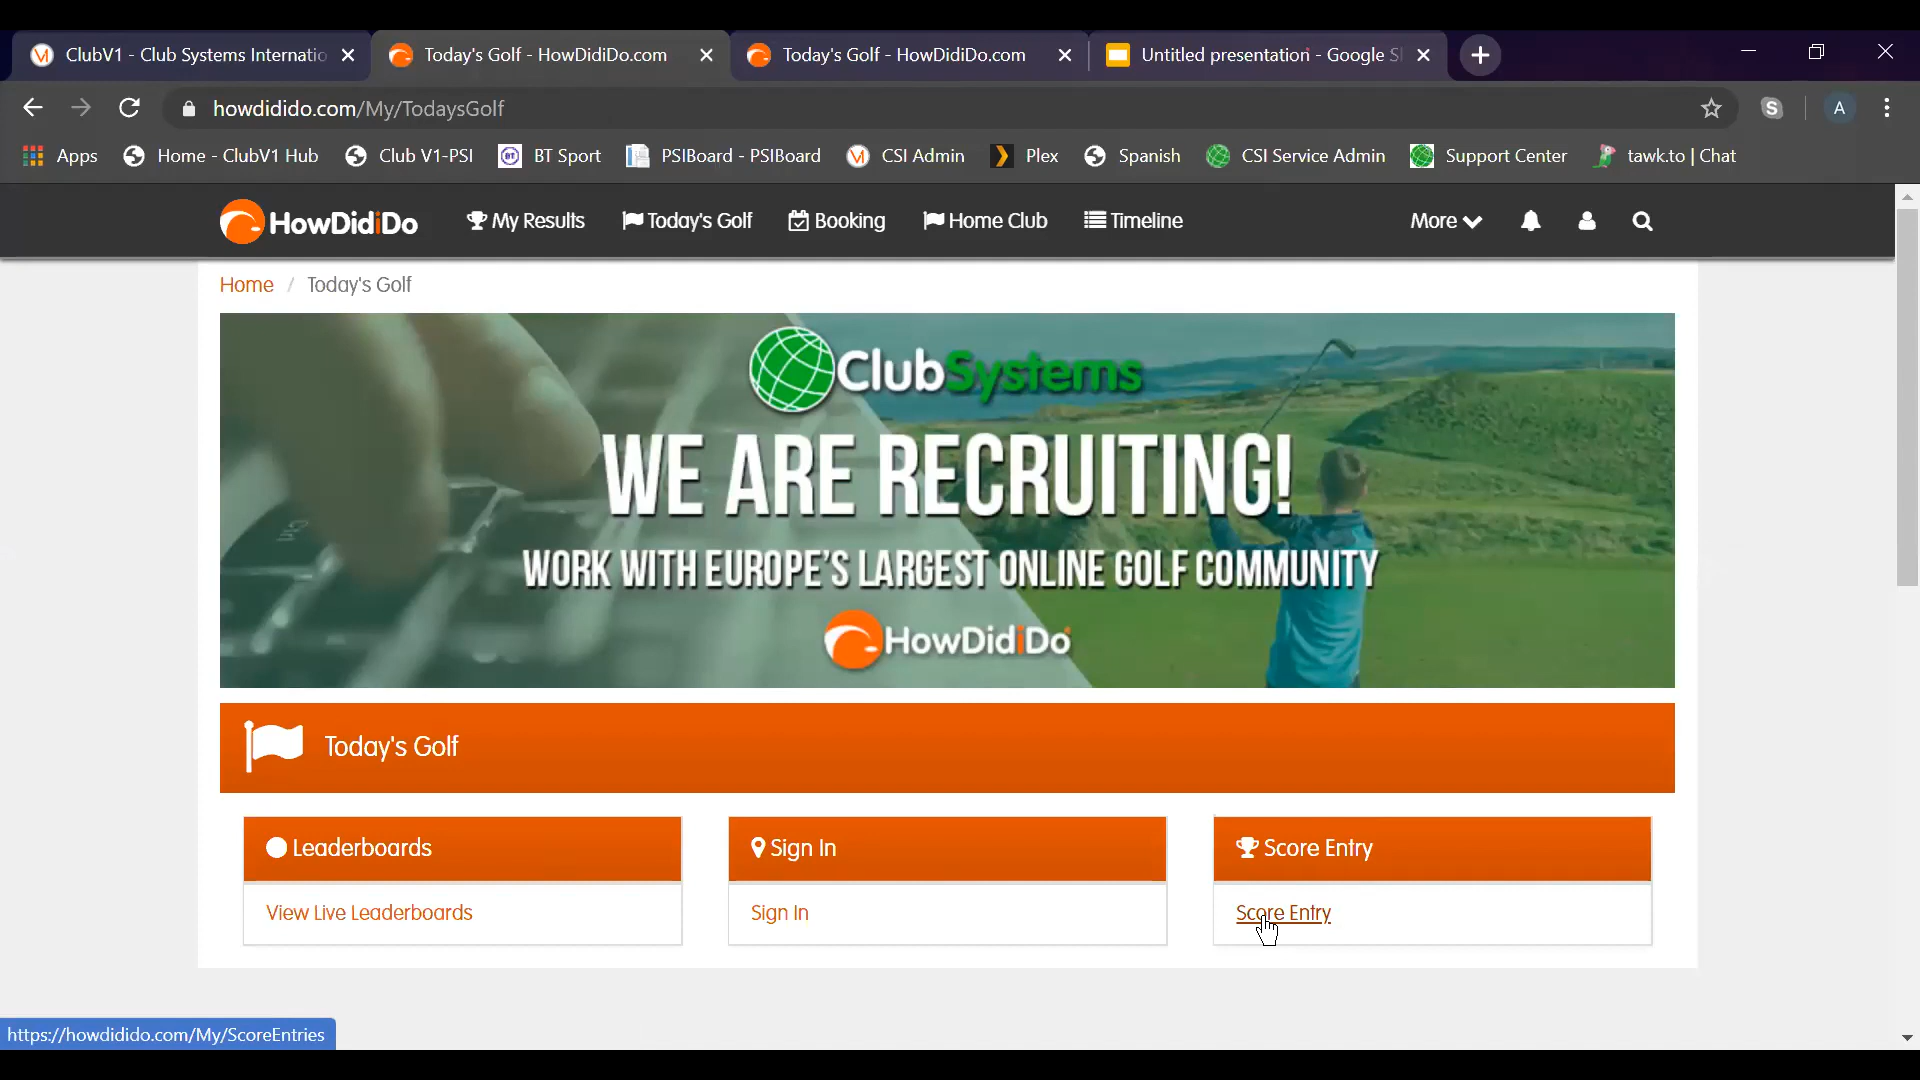 ClubV1 - Club Systems Internatio
Today's Golf - HowDidiDo.com
Today's Golf - HowDidiDo.com
Untitled presentation - Google Sl
howdidido.com/My/TodaysGolf
A
Apps
Home - ClubV1 Hub
Club V1-PSI
BT Sport
PSIBoard - PSIBoard
CSI Admin
Plex
Spanish
CSI Service Admin
Support Center
tawk.to | Chat
HowDidiDo
My Results
Today's Golf
Booking
Home Club
Timeline
More
Home / Today's Golf
ClubSystems
WE ARE RECRUITING!
WORK WITH EUROPE'S LARGEST ONLINE GOLF COMMUNITY
HowDidiDo
Today's Golf
Leaderboards
View Live Leaderboards
Sign In
Sign In
Score Entry
Score Entry
https://howdidido.com/My/ScoreEntries